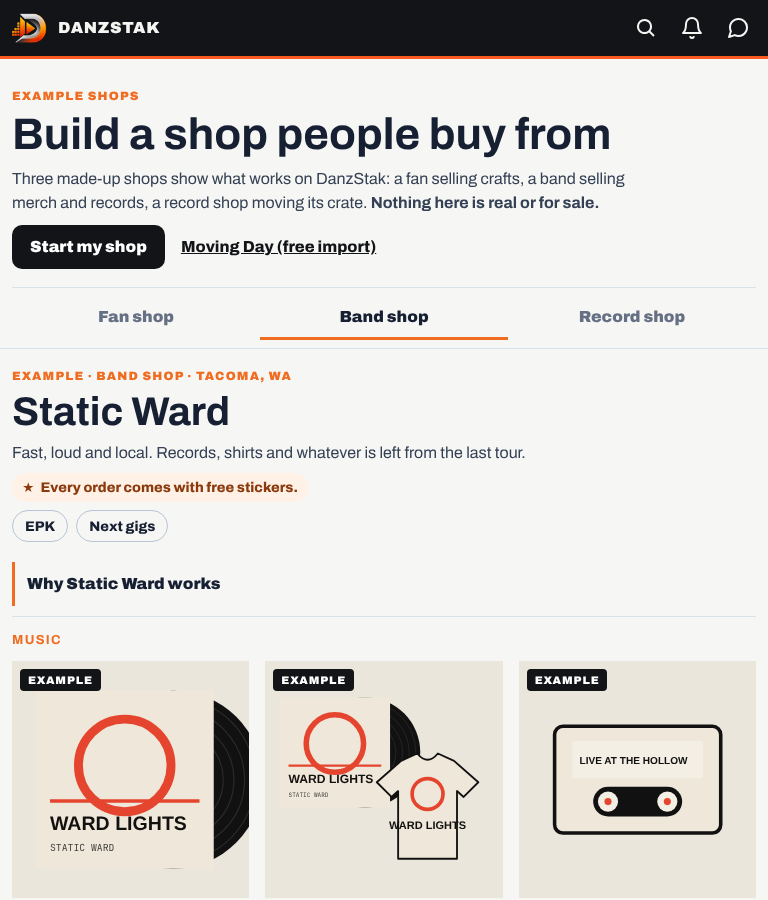 DANZSTAK
EXAMPLE SHOPS
Build a shop people buy from
Three made-up shops show what works on DanzStak: a fan selling crafts, a band selling
merch and records, a record shop moving its crate. Nothing here is real or for sale.
Start my shop
Moving Day (free import)
Fan shop
Band shop
Record shop
EXAMPLE · BAND SHOP · TACOMA, WA
Static Ward
Fast, loud and local. Records, shirts and whatever is left from the last tour.
★ Every order comes with free stickers.
EPK
Next gigs
Why Static Ward works
MUSIC
EXAMPLE
WARD LIGHTS
STATIC WARD
EXAMPLE
WARD LIGHTS
STATIC WARD
WARD LIGHTS
EXAMPLE
LIVE AT THE HOLLOW